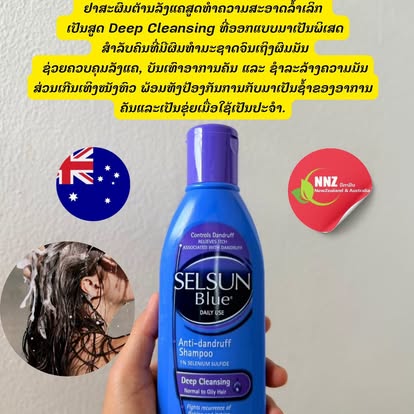 ຢາສະຜົມຕ້ານລັງແຄສູດທຳຄວາມສະອາດລ້ຳເລິກ
ເປັນສູດ Deep Cleansing ທີ່ອອກແບບມາເປັນພິເສດ
ສຳລັບຄົນທີ່ມີຜົມທຳມະຊາດຈົນເຖິງຜົມມັນ
ຊ່ວຍຄວບຄຸມລັງແຄ, ບັນເທົາອາການຄັນ ແລະ ຊຳລະລ້າງຄວາມມັນ
ສ່ວນເກີນເທິງໜັງຫົວ ພ້ອມທັງປ້ອງກັນການກັບມາເປັນຊ້ຳຂອງອາການ
ຄັນແລະເປັນຂຸ່ຍເມື່ອໃຊ້ເປັນປະຈຳ.
NNZ
NewZealand & Australia
Controls Dandruff
RELIEVES ITCH
ASSOCIATED WITH DANDRUFF
SELSUN
Blue®
DAILY USE
Anti-dandruff
Shampoo
1% SELENIUM SULFIDE
Deep Cleansing
Normal to Oily Hair
Fights recurrence of